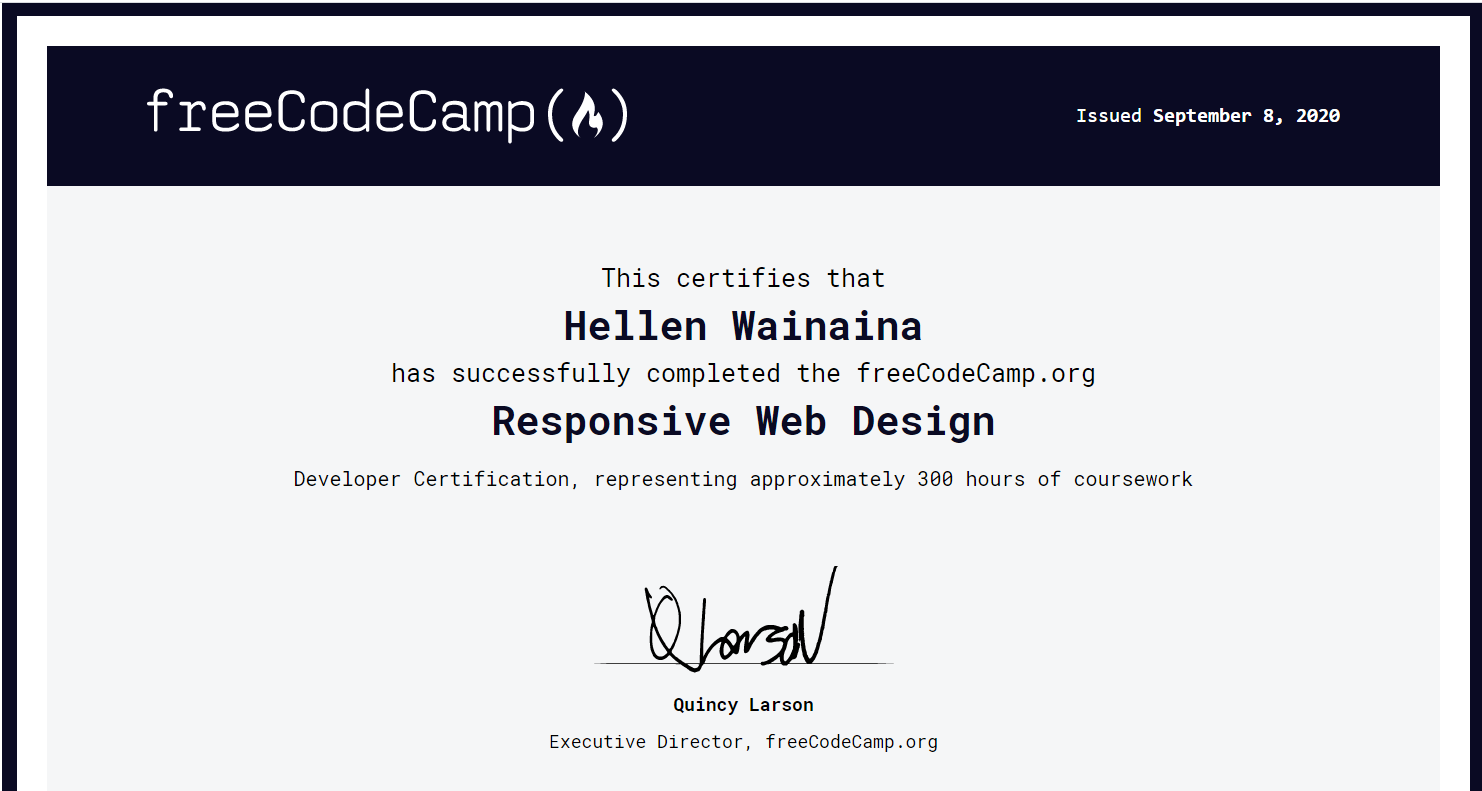 freeCodeCamp(🔥)
Issued September 8, 2020
This certifies that
Hellen Wainaina
has successfully completed the freeCodeCamp.org
Responsive Web Design
Developer Certification, representing approximately 300 hours of coursework
Q Larson
Quincy Larson
Executive Director, freeCodeCamp.org